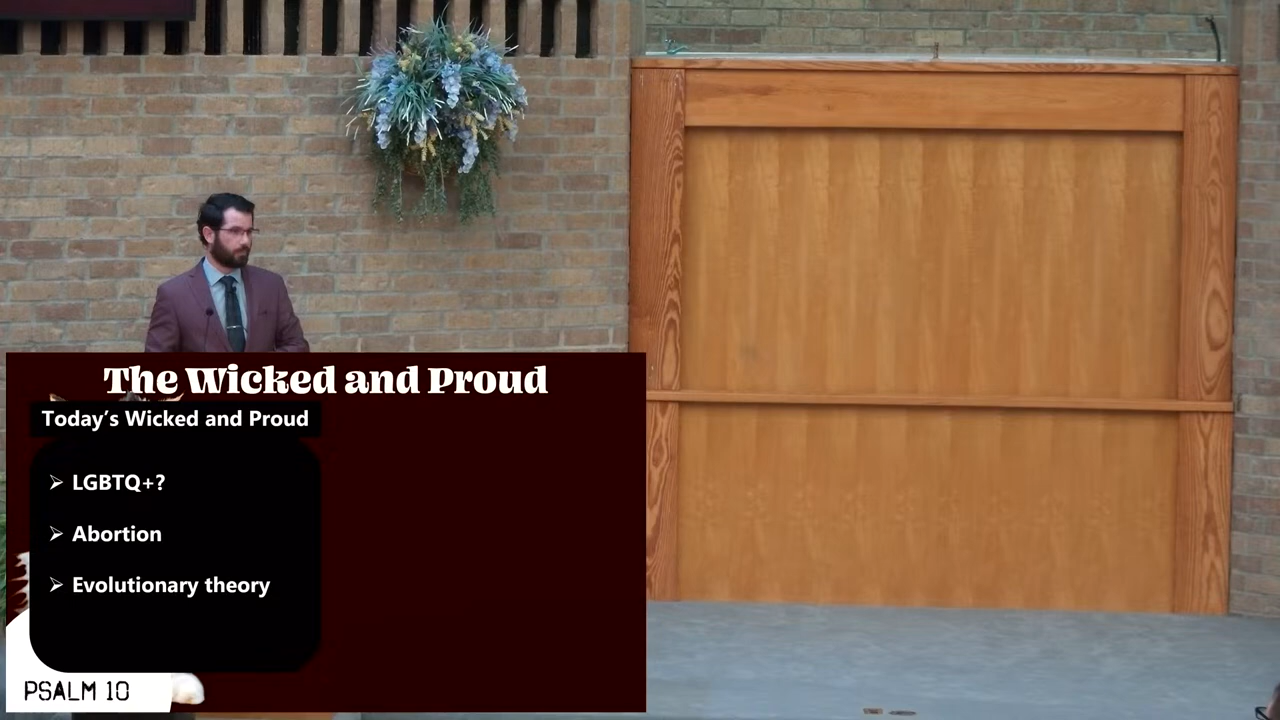 The Wicked and Proud
Today's Wicked and Proud
➢ LGBTQ+?
➢ Abortion
➢ Evolutionary theory
PSALM 10